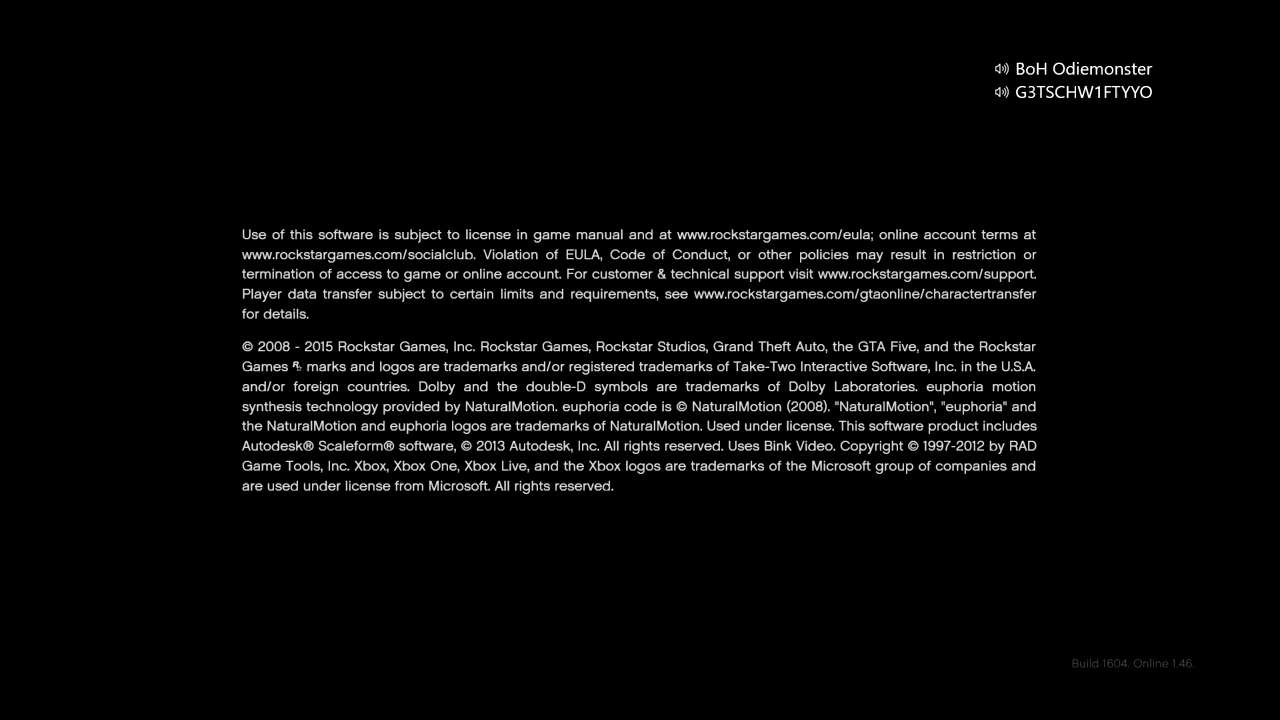 BoH Odiemonster
G3TSCHW1FTYYO
Use of this software is subject to license in game manual and at www.rockstargames.com/eula; online account terms at
www.rockstargames.com/socialclub. Violation of EULA, Code of Conduct, or other policies may result in restriction or
termination of access to game or online account. For customer & technical support visit www.rockstargames.com/support.
Player data transfer subject to certain limits and requirements, see www.rockstargames.com/gtaonline/charactertransfer
for details.
© 2008 - 2015 Rockstar Games, Inc. Rockstar Games, Rockstar Studios, Grand Theft Auto, the GTA Five, and the Rockstar
Games R* marks and logos are trademarks and/or registered trademarks of Take-Two Interactive Software, Inc. in the U.S.A.
and/or foreign countries. Dolby and the double-D symbols are trademarks of Dolby Laboratories. euphoria motion
synthesis technology provided by NaturalMotion. euphoria code is © NaturalMotion (2008). "NaturalMotion", "euphoria" and
the NaturalMotion and euphoria logos are trademarks of NaturalMotion. Used under license. This software product includes
Autodesk® Scaleform® software, © 2013 Autodesk, Inc. All rights reserved. Uses Bink Video. Copyright © 1997-2012 by RAD
Game Tools, Inc. Xbox, Xbox One, Xbox Live, and the Xbox logos are trademarks of the Microsoft group of companies and
are used under license from Microsoft. All rights reserved.
Build 1604. Online 1.46.